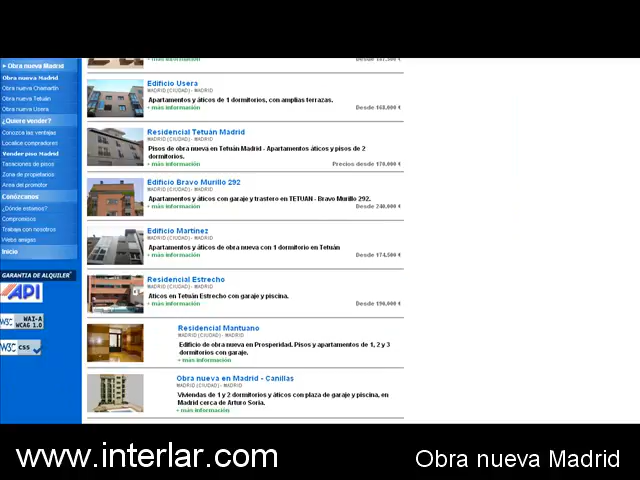 ▸ Obra nueva Madrid
Obra nueva Madrid
Obra nueva Chamartín
Obra nueva Tetuán
Obra nueva Usera
¿Quiere vender?
Conozca las ventajas
Localice compradores
Vender piso Madrid
Tasaciones de pisos
Zona de propietarios
Area del promotor
Conózcanos
¿Dónde estamos?
Compromisos
Trabaja con nosotros
Webs amigas
Inicio
GARANTIA DE ALQUILER
API
W3C WAI-A
WCAG 1.0
W3C css
+ más información
Edificio Usera
MADRID (CIUDAD) - MADRID
Apartamentos y áticos de 1 dormitorios, con amplias terrazas.
+ más información Desde 168,000 €
Residencial Tetuán Madrid
MADRID (CIUDAD) - MADRID
Pisos de obra nueva en Tetuán Madrid - Apartamentos áticos y pisos de 2
dormitorios.
+ más información Precios desde 170,000 €
Edificio Bravo Murillo 292
MADRID (CIUDAD) - MADRID
Apartamentos y áticos con garaje y trastero en TETUAN - Bravo Murillo 292.
+ más información Desde 240,000 €
Edificio Martínez
MADRID (CIUDAD) - MADRID
Apartamentos y áticos de obra nueva con 1 dormitorio en Tetuán
+ más información Desde 174,500 €
Residencial Estrecho
MADRID (CIUDAD) - MADRID
Aticos en Tetuán Estrecho con garaje y piscina.
+ más información Desde 190,000 €
Residencial Mantuano
MADRID (CIUDAD) - MADRID
Edificio de obra nueva en Prosperidad. Pisos y apartamentos de 1, 2 y 3
dormitorios con garaje.
+ más información
Obra nueva en Madrid - Canillas
MADRID (CIUDAD) - MADRID
Viviendas de 1 y 2 dormitorios y áticos con plaza de garaje y piscina, en
Madrid cerca de Arturo Soria.
+ más información
www.interlar.com
Obra nueva Madrid